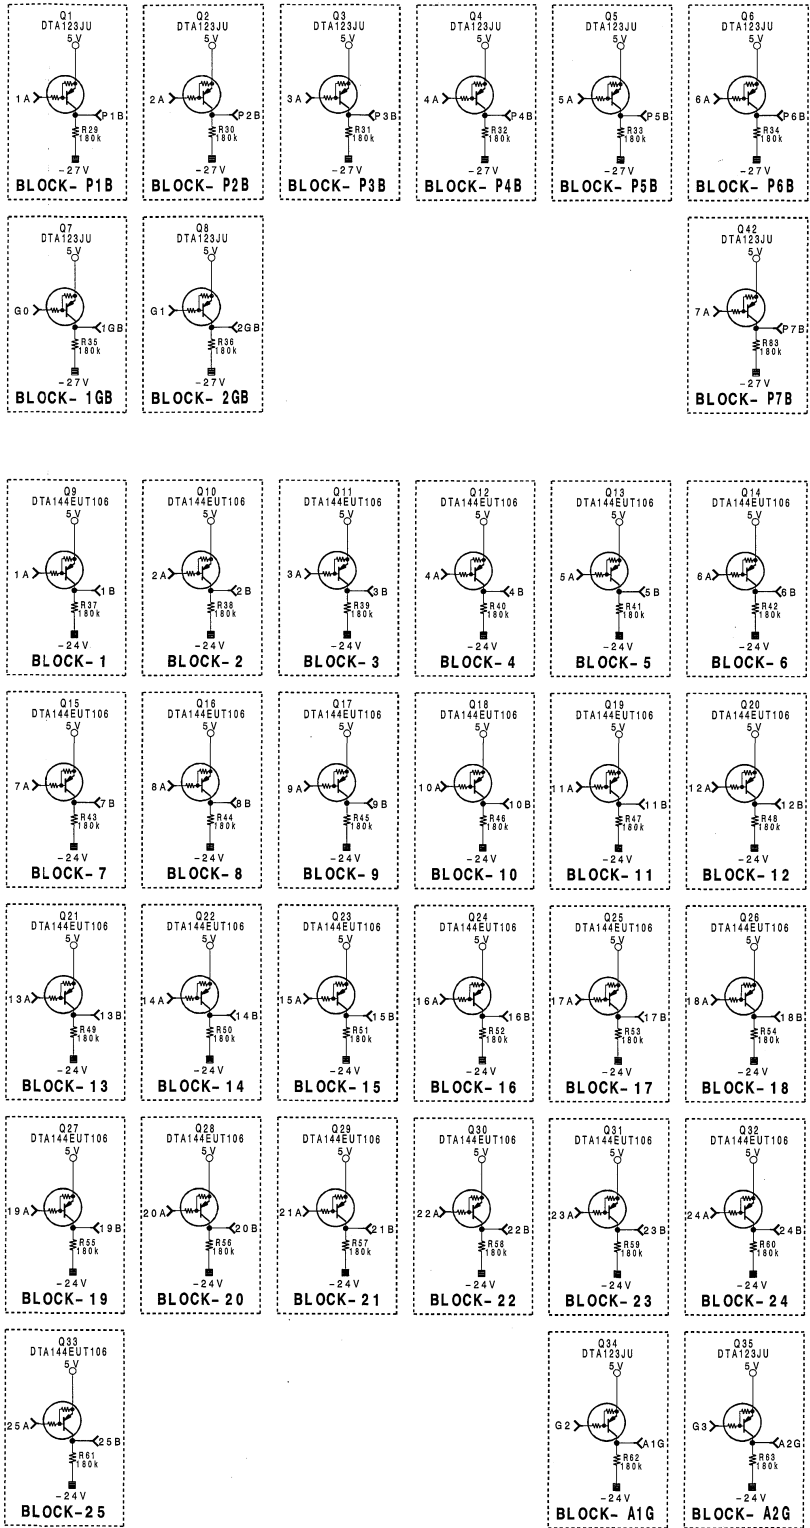 Q1
DTA123JU
5V
1A
P1B
R29
180k
-27V
BLOCK- P1B
Q2
DTA123JU
5V
2A
P2B
R30
180k
-27V
BLOCK- P2B
Q3
DTA123JU
5V
3A
P3B
R31
180k
-27V
BLOCK- P3B
Q4
DTA123JU
5V
4A
P4B
R32
180k
-27V
BLOCK- P4B
Q5
DTA123JU
5V
5A
P5B
R33
180k
-27V
BLOCK- P5B
Q6
DTA123JU
5V
6A
P6B
R34
180k
-27V
BLOCK- P6B
Q7
DTA123JU
5V
G0
1GB
R35
180k
-27V
BLOCK- 1GB
Q8
DTA123JU
5V
G1
2GB
R36
180k
-27V
BLOCK- 2GB
Q42
DTA123JU
5V
7A
P7B
R83
180k
-27V
BLOCK- P7B
Q9
DTA144EUT106
5V
1A
1B
R37
180k
-24V
BLOCK-1
Q10
DTA144EUT106
5V
2A
2B
R38
180k
-24V
BLOCK-2
Q11
DTA144EUT106
5V
3A
3B
R39
180k
-24V
BLOCK-3
Q12
DTA144EUT106
5V
4A
4B
R40
180k
-24V
BLOCK-4
Q13
DTA144EUT106
5V
5A
5B
R41
180k
-24V
BLOCK-5
Q14
DTA144EUT106
5V
6A
6B
R42
180k
-24V
BLOCK-6
Q15
DTA144EUT106
5V
7A
7B
R43
180k
-24V
BLOCK-7
Q16
DTA144EUT106
5V
8A
8B
R44
180k
-24V
BLOCK-8
Q17
DTA144EUT106
5V
9A
9B
R45
180k
-24V
BLOCK-9
Q18
DTA144EUT106
5V
10A
10B
R46
180k
-24V
BLOCK-10
Q19
DTA144EUT106
5V
11A
11B
R47
180k
-24V
BLOCK-11
Q20
DTA144EUT106
5V
12A
12B
R48
180k
-24V
BLOCK-12
Q21
DTA144EUT106
5V
13A
13B
R49
180k
-24V
BLOCK-13
Q22
DTA144EUT106
5V
14A
14B
R50
180k
-24V
BLOCK-14
Q23
DTA144EUT106
5V
15A
15B
R51
180k
-24V
BLOCK-15
Q24
DTA144EUT106
5V
16A
16B
R52
180k
-24V
BLOCK-16
Q25
DTA144EUT106
5V
17A
17B
R53
180k
-24V
BLOCK-17
Q26
DTA144EUT106
5V
18A
18B
R54
180k
-24V
BLOCK-18
Q27
DTA144EUT106
5V
19A
19B
R55
180k
-24V
BLOCK-19
Q28
DTA144EUT106
5V
20A
20B
R56
180k
-24V
BLOCK-20
Q29
DTA144EUT106
5V
21A
21B
R57
180k
-24V
BLOCK-21
Q30
DTA144EUT106
5V
22A
22B
R58
180k
-24V
BLOCK-22
Q31
DTA144EUT106
5V
23A
23B
R59
180k
-24V
BLOCK-23
Q32
DTA144EUT106
5V
24A
24B
R60
180k
-24V
BLOCK-24
Q33
DTA144EUT106
5V
25A
25B
R61
180k
-24V
BLOCK-25
Q34
DTA123JU
5V
G2
A1G
R62
180k
-24V
BLOCK- A1G
Q35
DTA123JU
5V
G3
A2G
R63
180k
-24V
BLOCK- A2G